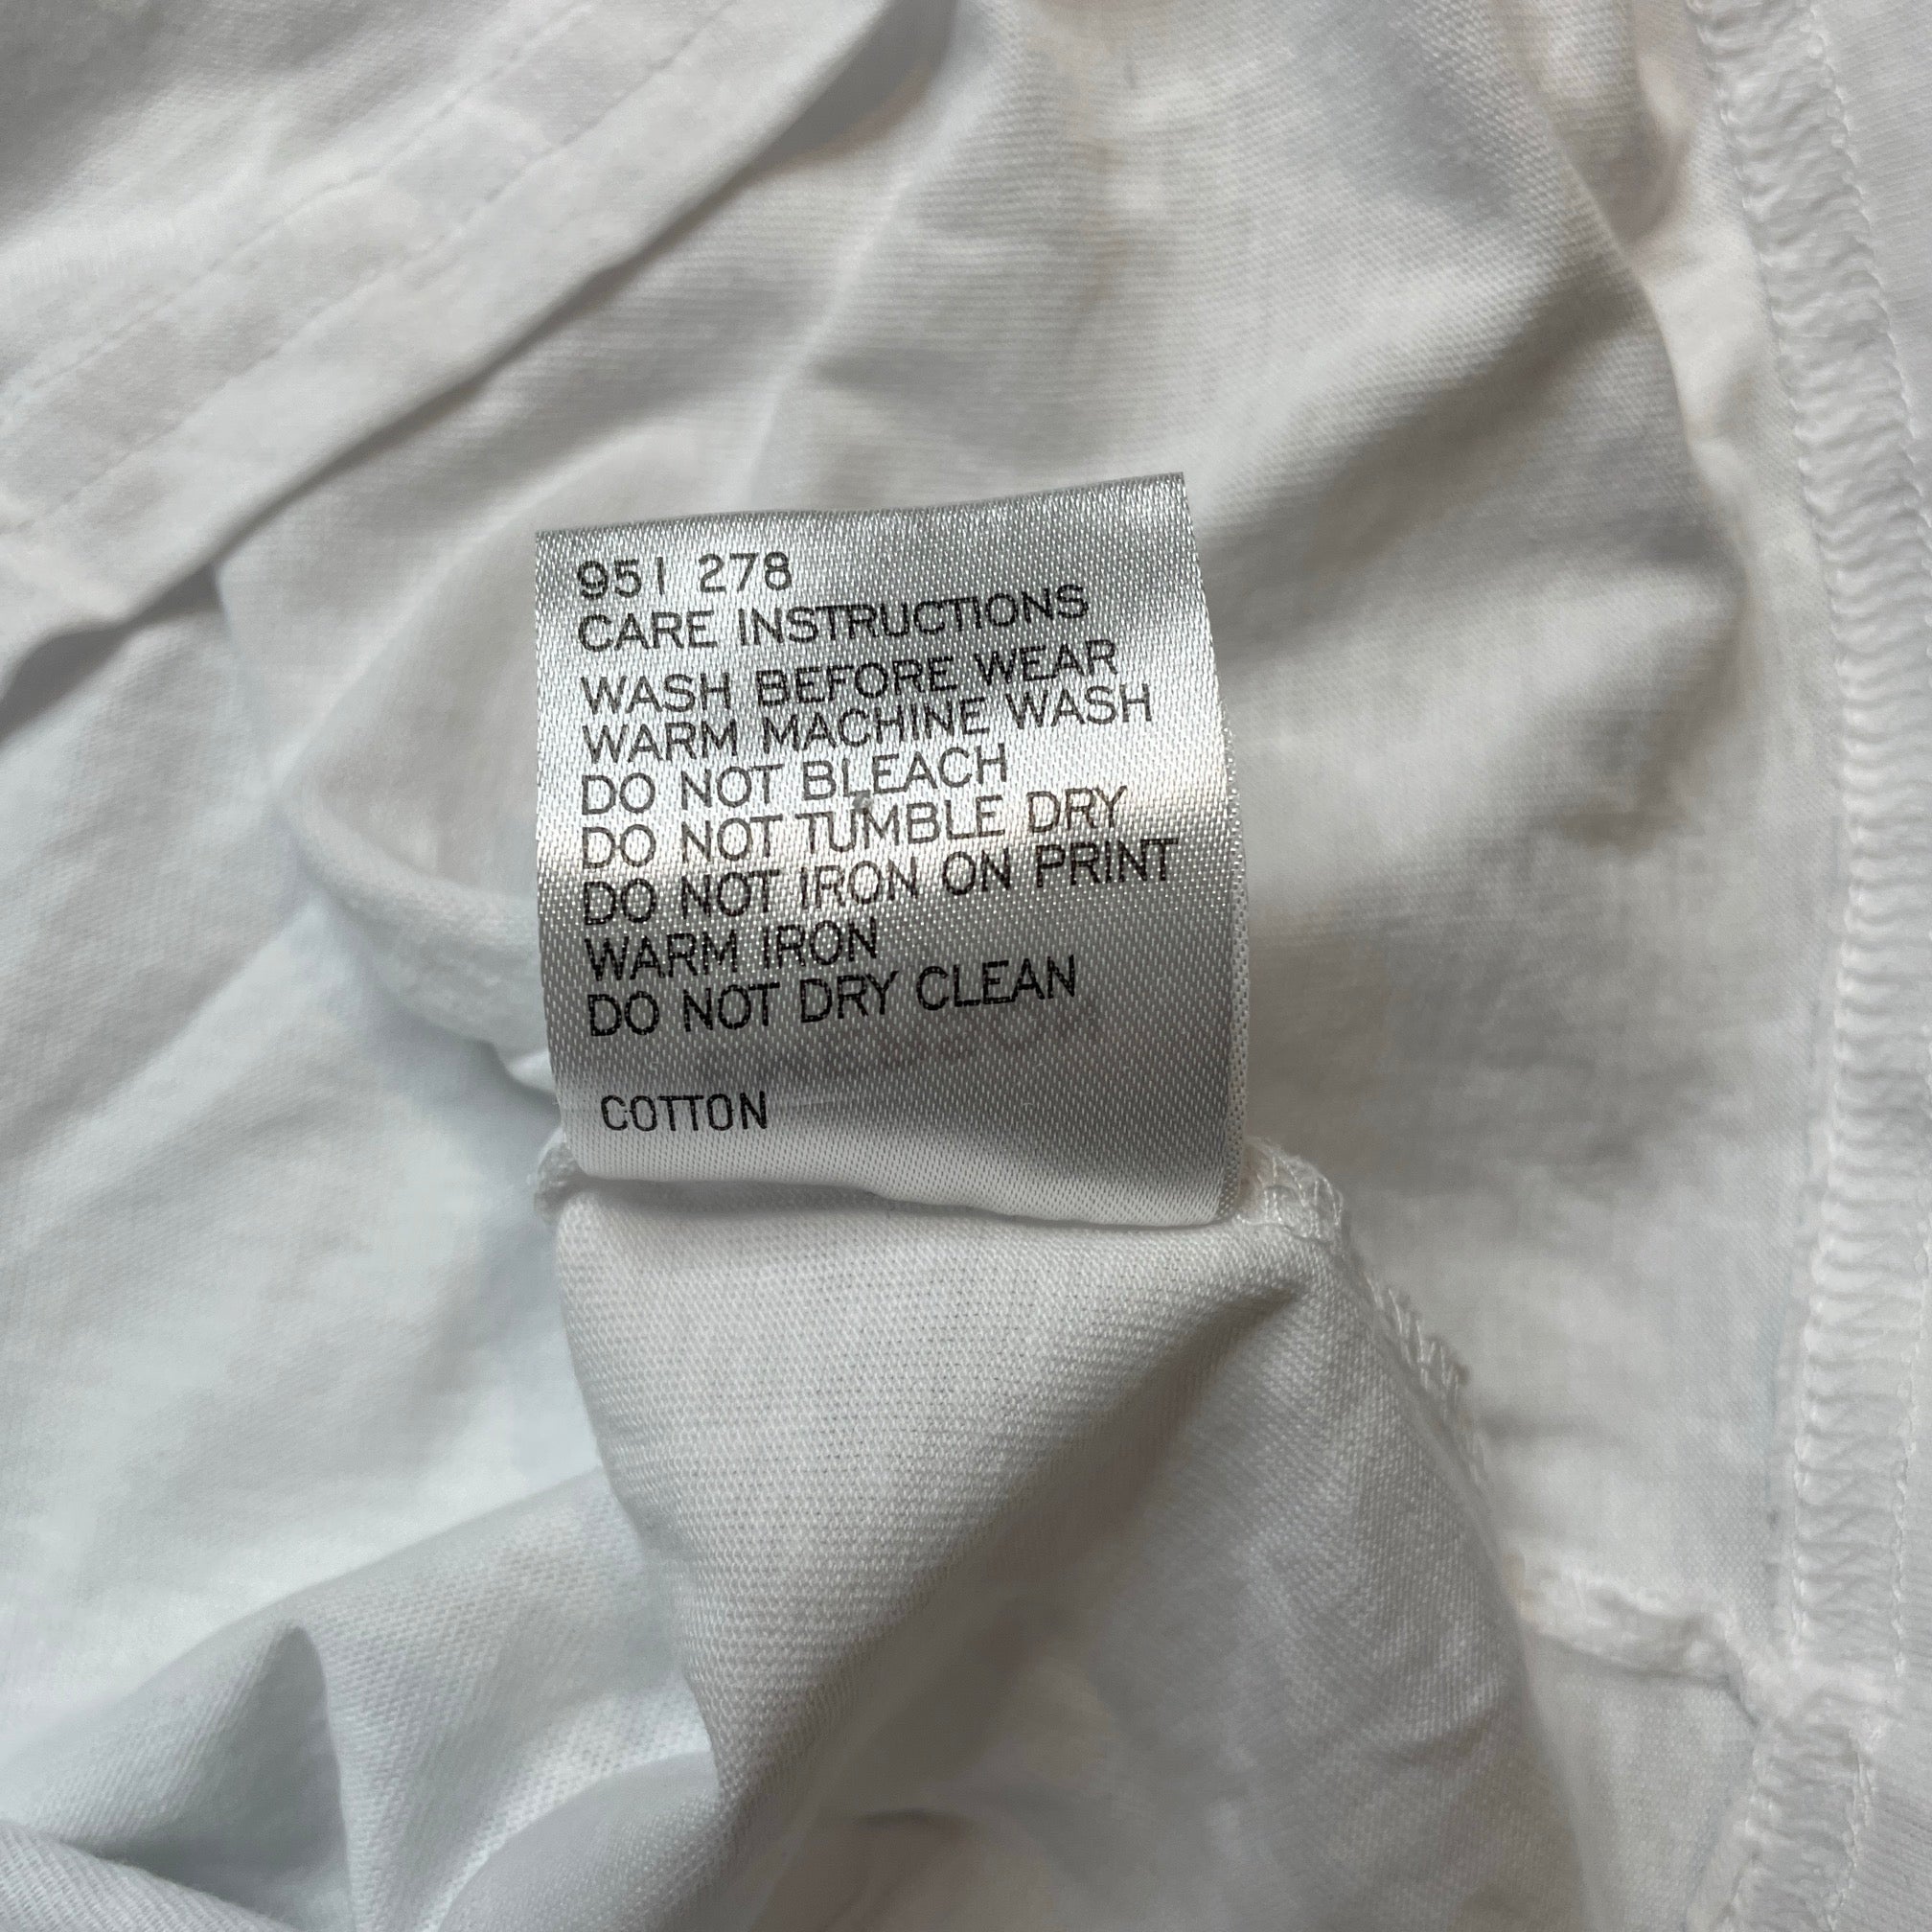 951 278
CARE INSTRUCTIONS
WASH BEFORE WEAR
WARM MACHINE WASH
DO NOT BLEACH
DO NOT TUMBLE DRY
DO NOT IRON ON PRINT
WARM IRON
DO NOT DRY CLEAN
COTTON